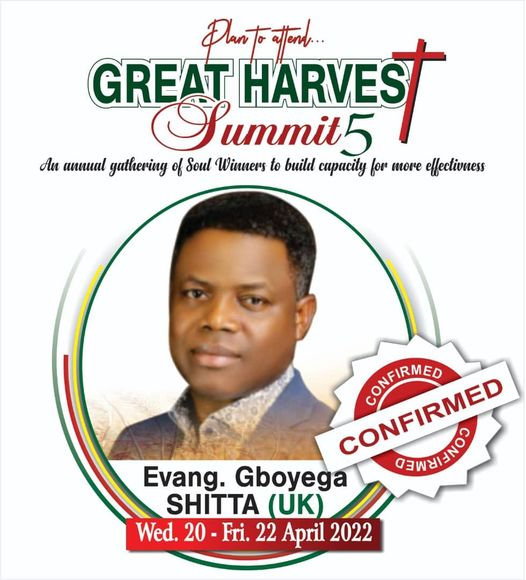 Plan to attend...
GREAT HARVEST
Summit 5
An annual gathering of Soul Winners to build capacity for more effectivness
CONFIRMED
CONFIRMED
CONFIRMED
Evang. Gboyega
SHITTA (UK)
Wed. 20 - Fri. 22 April 2022